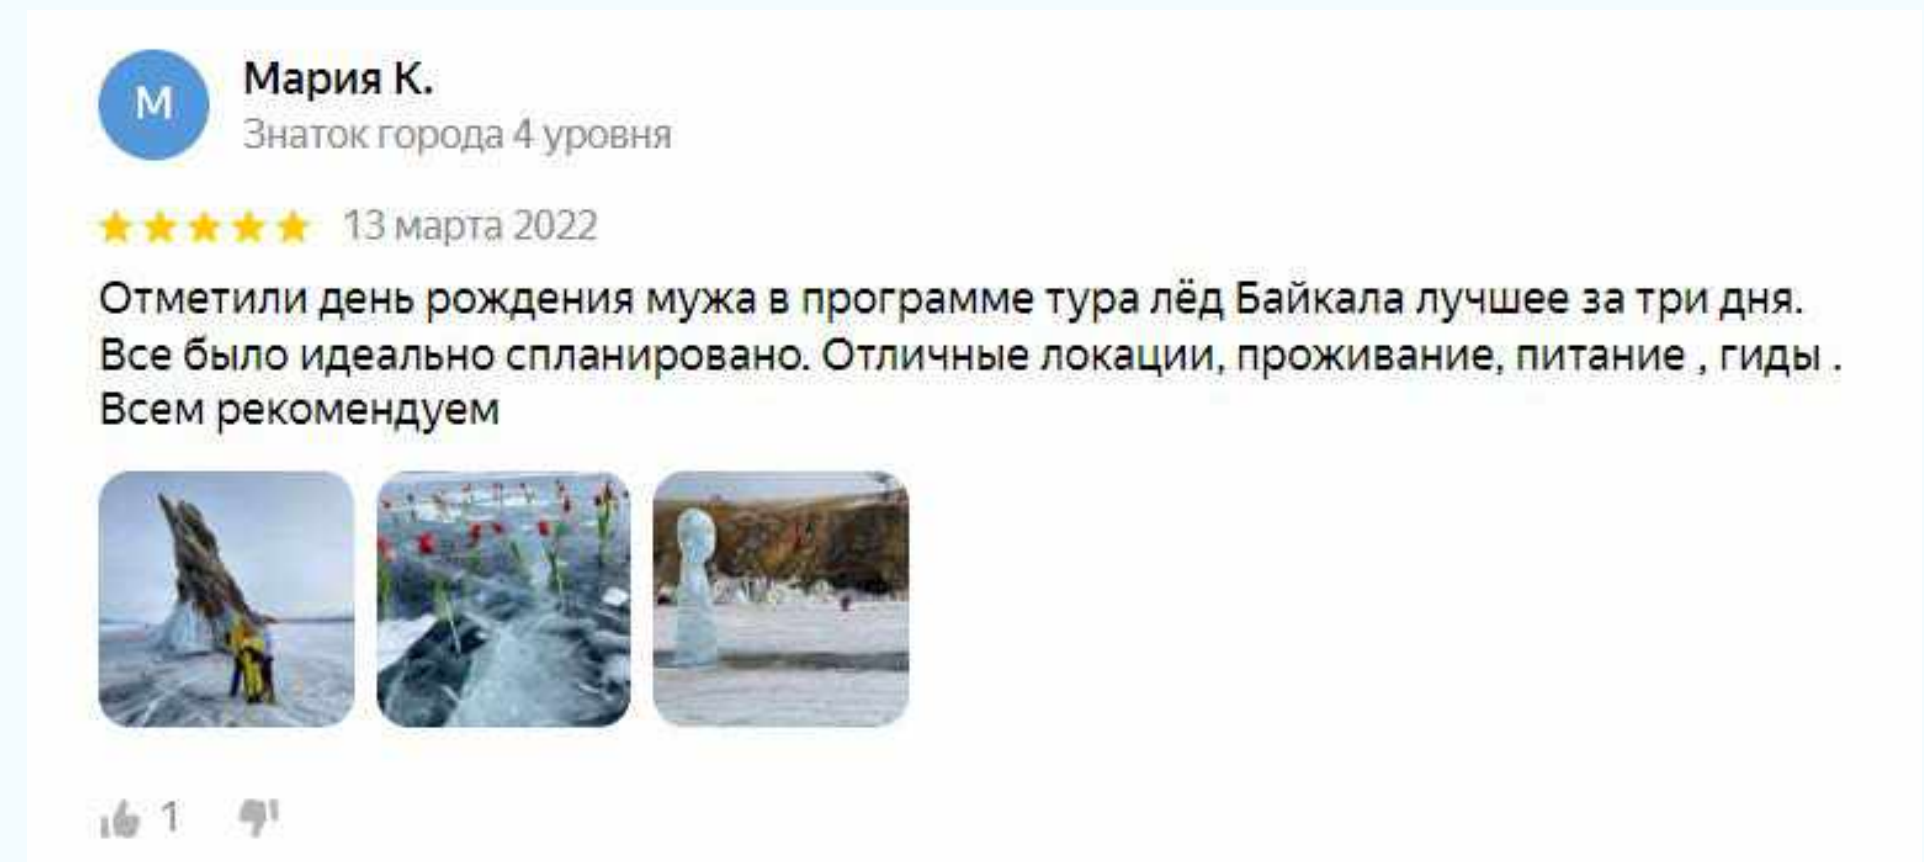 М
Мария К.
Знаток города 4 уровня
13 марта 2022
Отметили день рождения мужа в программе тура лёд Байкала лучшее за три дня.
Все было идеально спланировано. Отличные локации, проживание, питание , гиды .
Всем рекомендуем
1